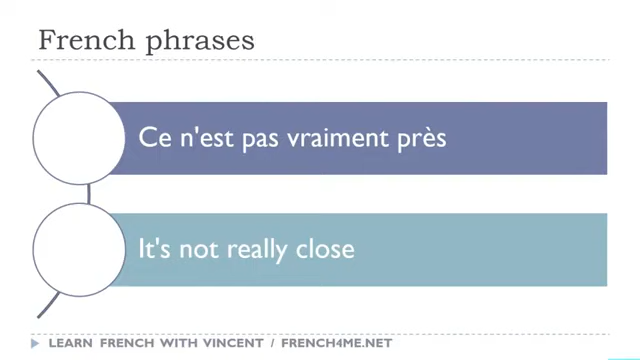 French phrases
Ce n'est pas vraiment près
It's not really close
LEARN FRENCH WITH VINCENT / FRENCH4ME.NET